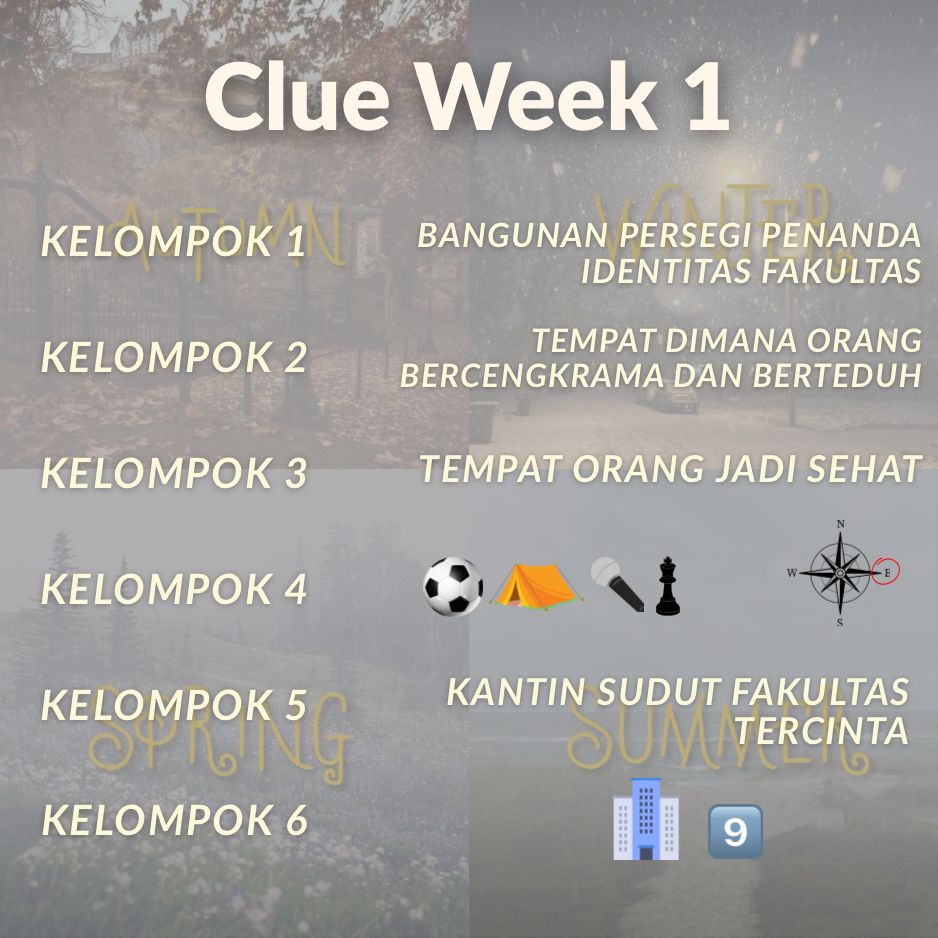 Clue Week 1
AUTUMN
WINTER
KELOMPOK 1
BANGUNAN PERSEGI PENANDA
IDENTITAS FAKULTAS
KELOMPOK 2
TEMPAT DIMANA ORANG
BERCENGKRAMA DAN BERTEDUH
KELOMPOK 3
TEMPAT ORANG JADI SEHAT
KELOMPOK 4
N
W
E
S
KELOMPOK 5
KANTIN SUDUT FAKULTAS
TERCINTA
SPRING
SUMMER
KELOMPOK 6
9